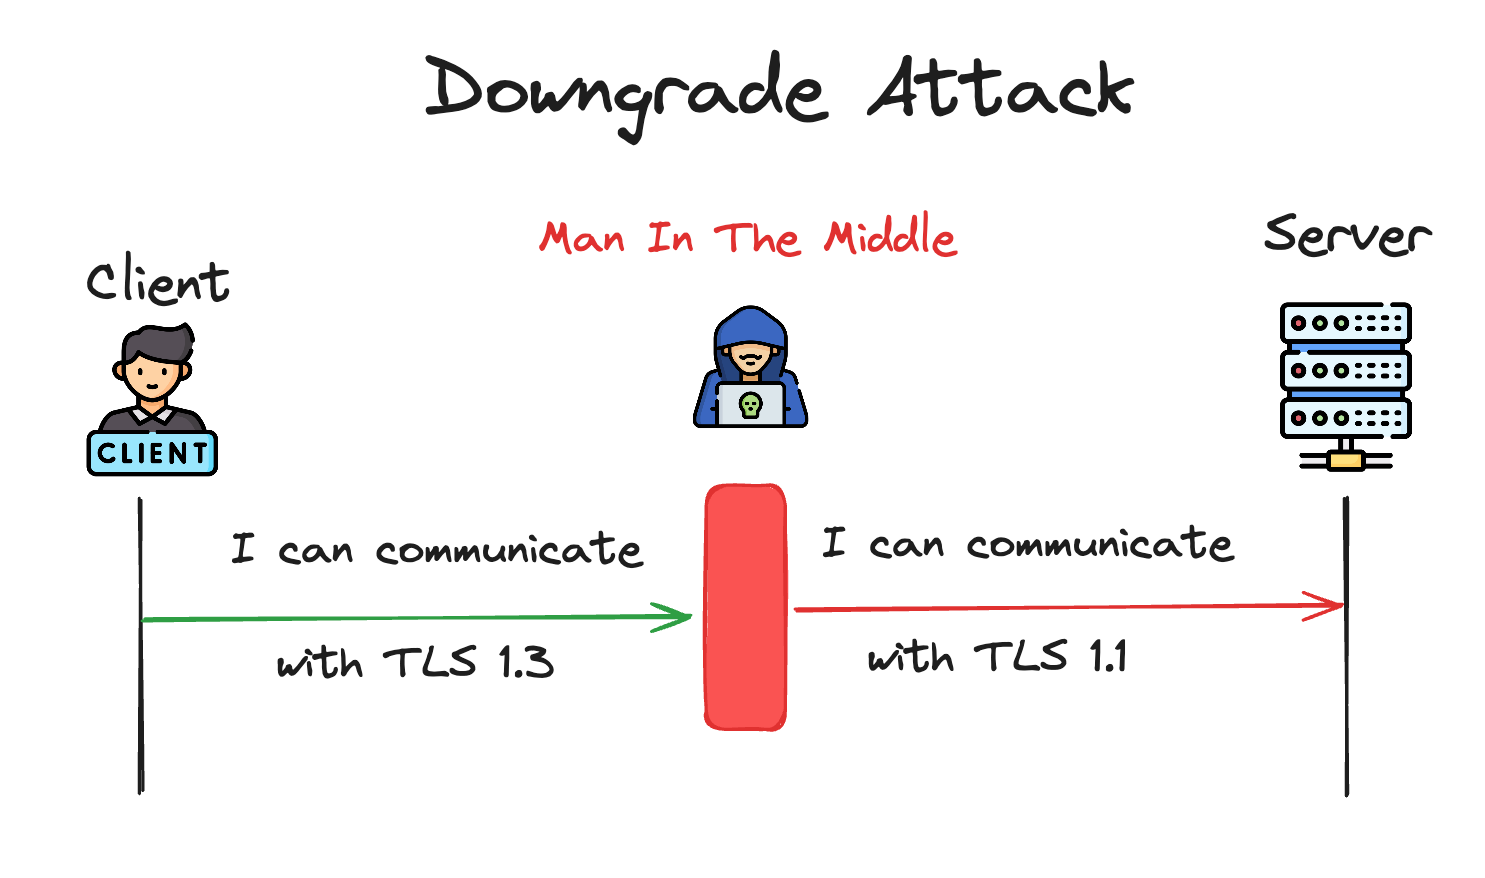 Downgrade Attack
Man In The Middle
Client
Server
CLIENT
I can communicate
with TLS 1.3
I can communicate
with TLS 1.1